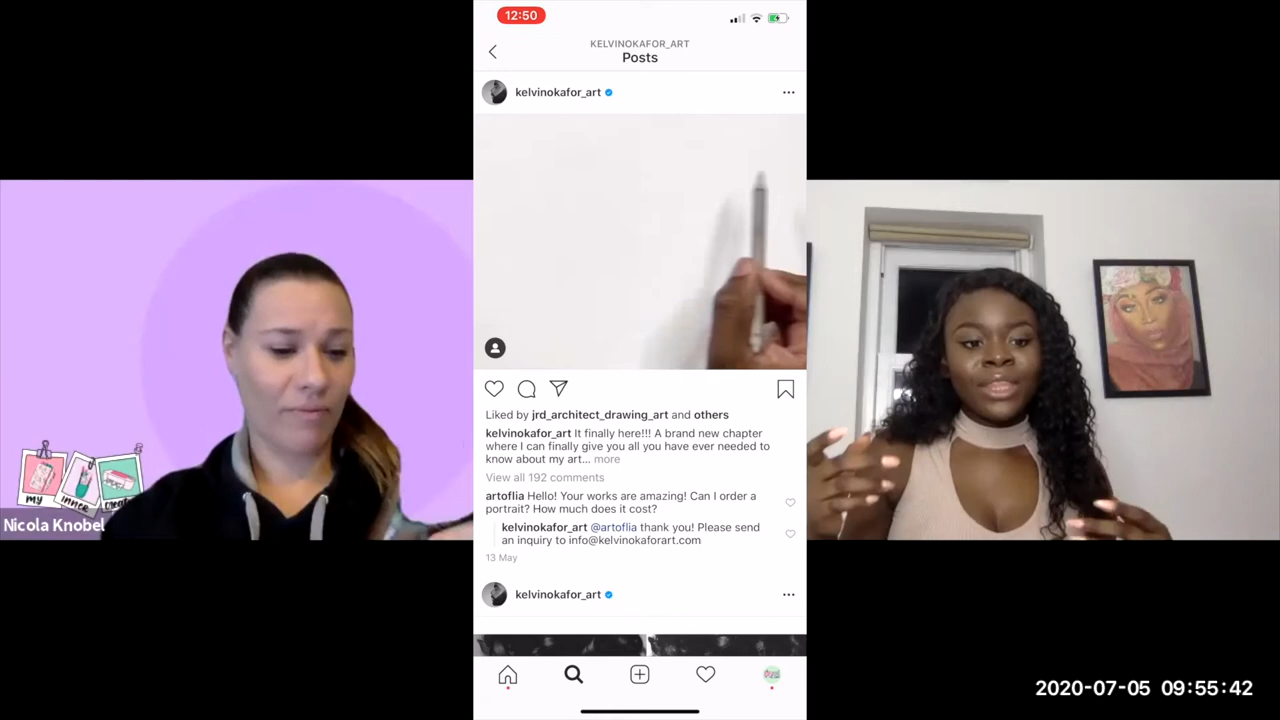 12:50
KELVINOKAFOR_ART
Posts
kelvinokafor_art
Liked by jrd_architect_drawing_art and others
kelvinokafor_art It finally here!!! A brand new chapter
where I can finally give you all you have ever needed to
know about my art... more
View all 192 comments
artoflia Hello! Your works are amazing! Can I order a
portrait? How much does it cost?
kelvinokafor_art @artoflia thank you! Please send
an inquiry to info@kelvinokaforart.com
13 May
kelvinokafor_art
my inner
Nicola Knobel
2020-07-05 09:55:42